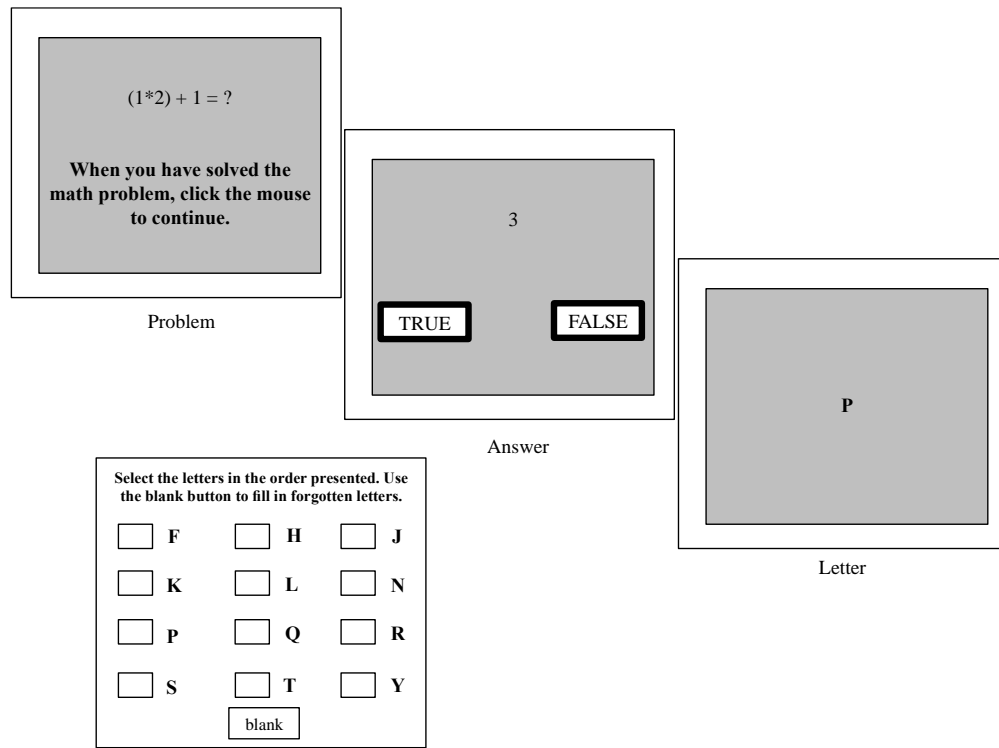 (1*2) + 1 = ?
When you have solved the
math problem, click the mouse
to continue.
Problem
3
TRUE FALSE
Answer
P
Letter
Select the letters in the order presented. Use
the blank button to fill in forgotten letters.
F H J
K L N
P Q R
S T Y
blank